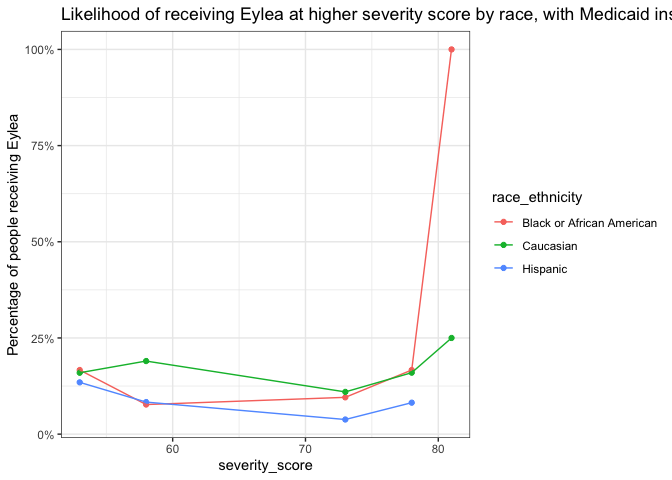 Likelihood of receiving Eylea at higher severity score by race, with Medicaid ins
100%
75%
50%
25%
0%
Percentage of people receiving Eylea
60
70
80
severity_score
race_ethnicity
Black or African American
Caucasian
Hispanic